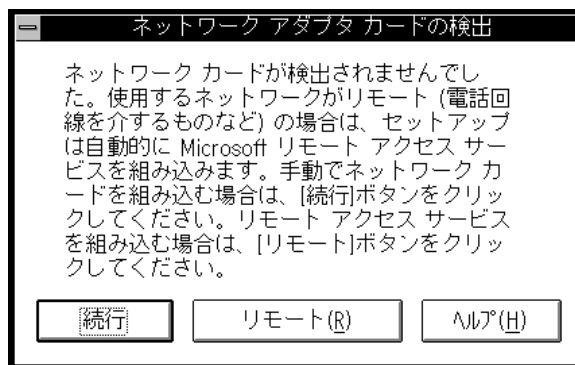 ネットワーク アダプタ カードの検出
ネットワーク カードが検出されませんでし
た。使用するネットワークがリモート (電話回
線を介するものなど) の場合は、セットアップ
は自動的に Microsoft リモート アクセス サー
ビスを組み込みます。手動でネットワーク カ
ードを組み込む場合は、[続行]ボタンをクリッ
クしてください。リモート アクセス サービス
を組み込む場合は、[リモート]ボタンをクリッ
クしてください。
続行 リモート(R) ヘルプ(H)